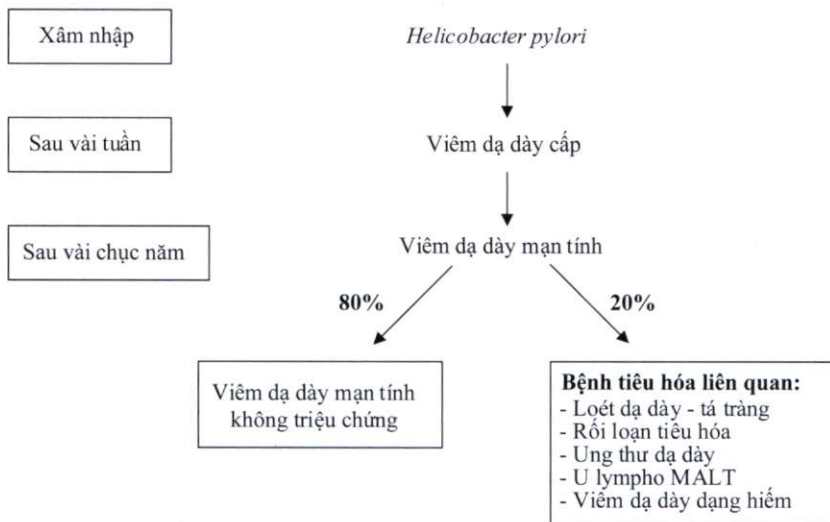 Xâm nhập
Helicobacter pylori
Sau vài tuần
Viêm dạ dày cấp
Sau vài chục năm
Viêm dạ dày mạn tính
80%
20%
Viêm dạ dày mạn tính
không triệu chứng
Bệnh tiêu hóa liên quan:
- Loét dạ dày - tá tràng
- Rối loạn tiêu hóa
- Ung thư dạ dày
- U lympho MALT
- Viêm dạ dày dạng hiếm